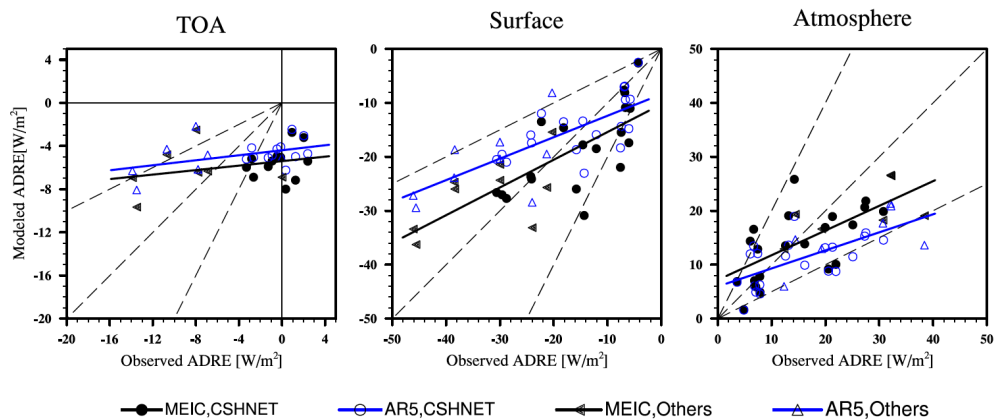 TOA
Surface
Atmosphere
Modeled ADRE[W/m²]
4
0
-4
-8
-12
-16
-20
-20 -16 -12 -8 -4 0 4
Observed ADRE [W/m²]
0
-10
-20
-30
-40
-50
-50 -40 -30 -20 -10 0
Observed ADRE [W/m²]
50
40
30
20
10
0
0 10 20 30 40 50
Observed ADRE [W/m²]
MEIC,CSHNET AR5,CSHNET MEIC,Others AR5,Others